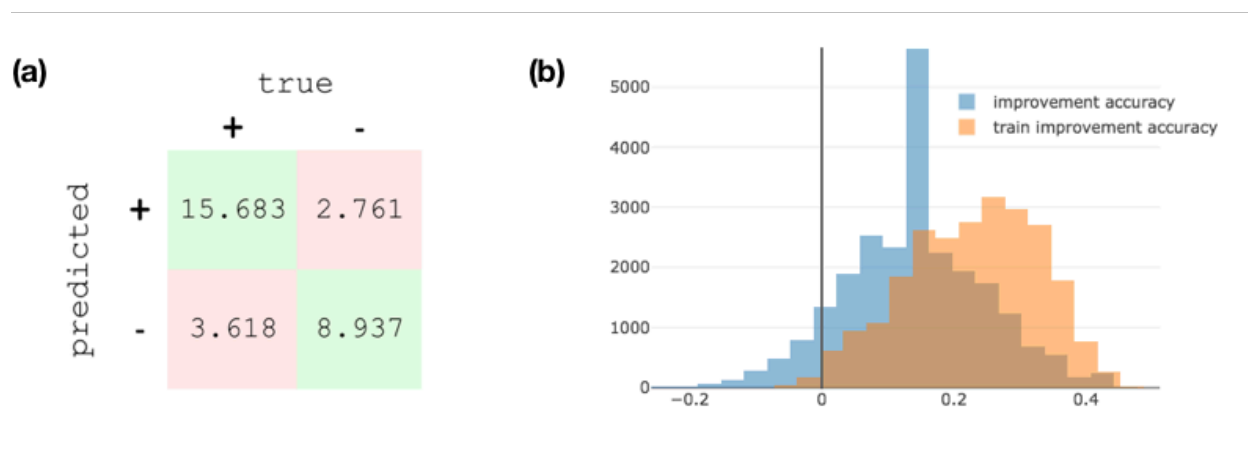 (a)
true
+ -
predicted
+ 15.683 2.761
- 3.618 8.937
(b)
5000
4000
3000
2000
1000
0
−0.2 0 0.2 0.4
improvement accuracy
train improvement accuracy